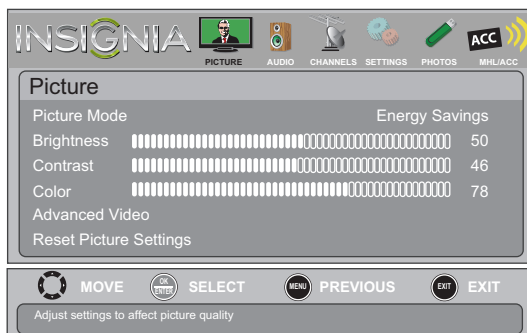 INSIGNIA
PICTURE AUDIO CHANNELS SETTINGS PHOTOS MHL/ACC
ACC
Picture
Picture Mode Energy Savings
Brightness 50
Contrast 46
Color 78
Advanced Video
Reset Picture Settings
MOVE OK ENTER SELECT MENU PREVIOUS EXIT EXIT
Adjust settings to affect picture quality